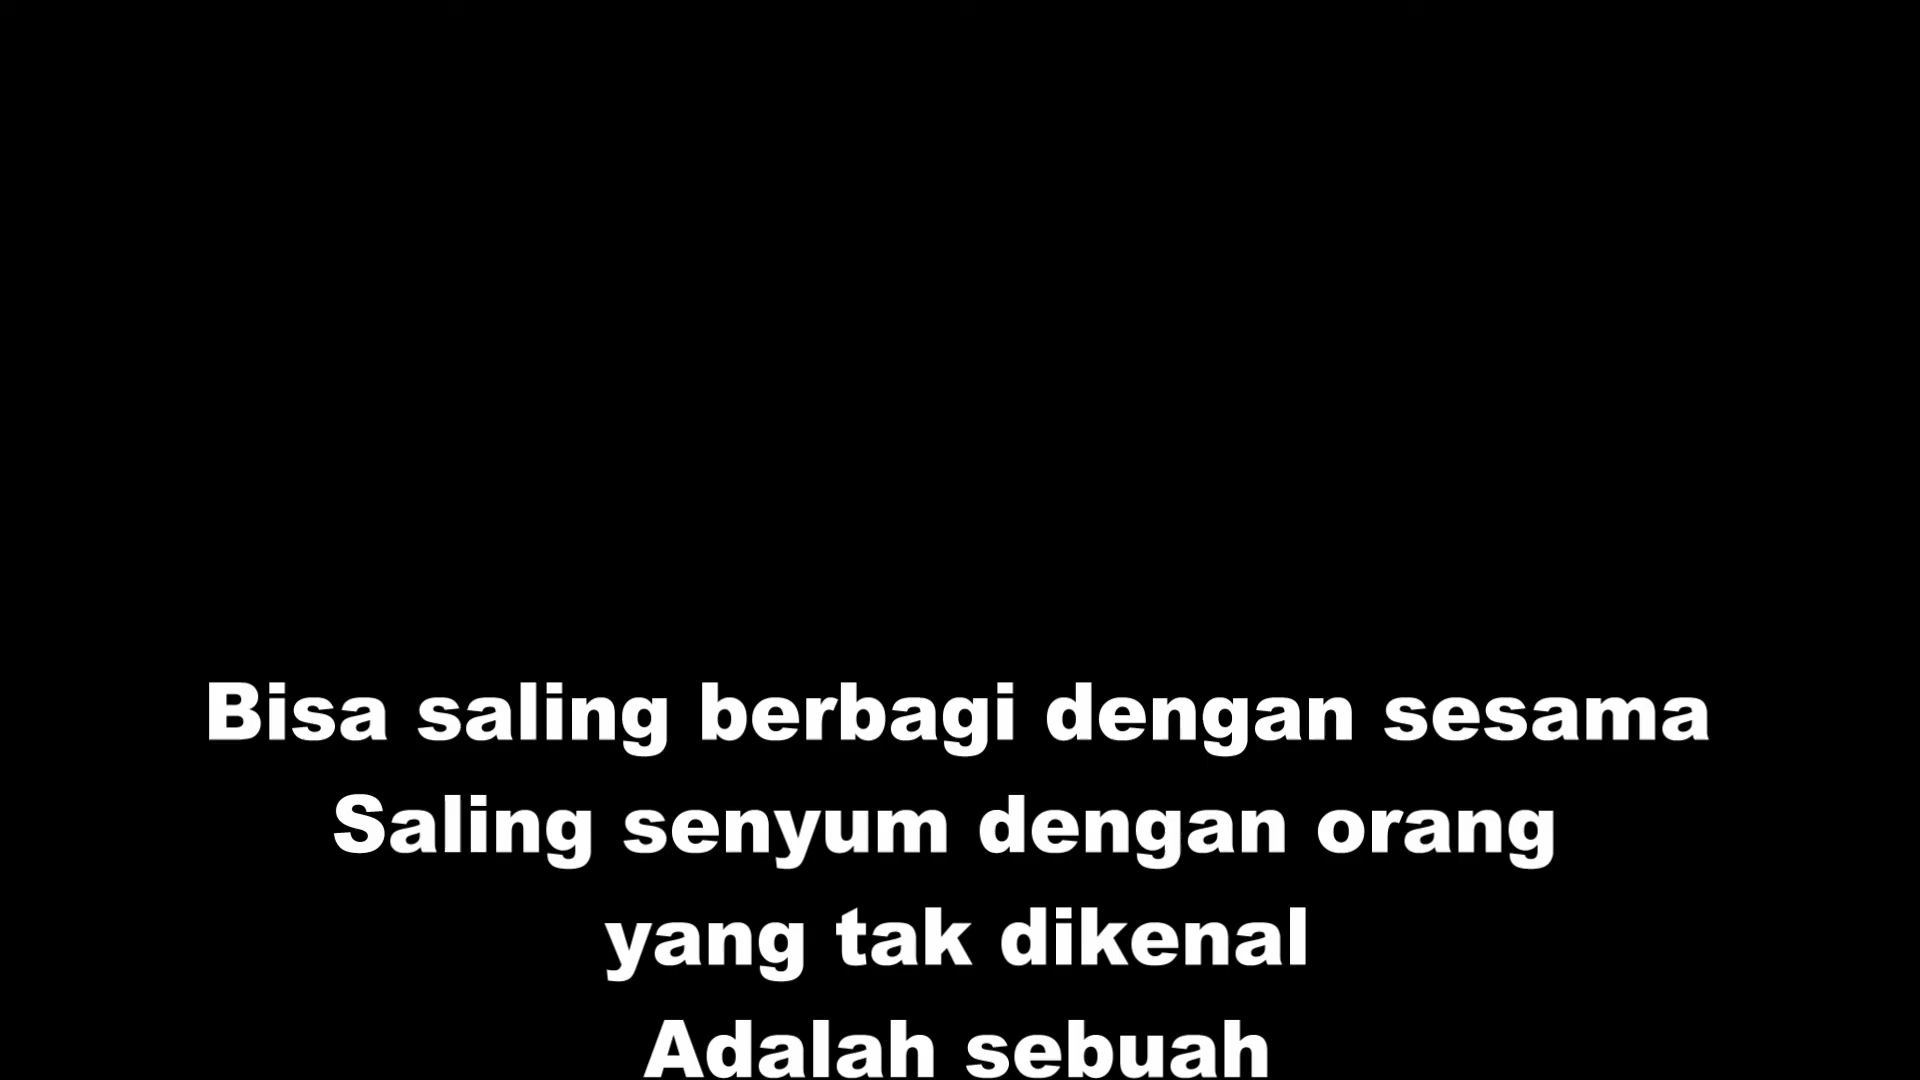 Bisa saling berbagi dengan sesama
Saling senyum dengan orang
yang tak dikenal
Adalah sebuah